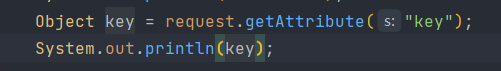 Object key = request.getAttribute( s: "key");
System.out.println(key);